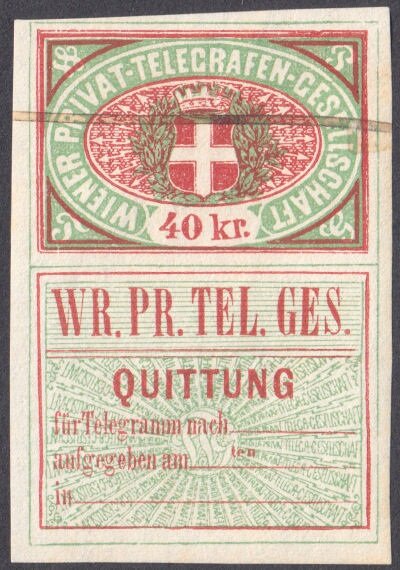 WIENER PRIVAT-TELEGRAFEN-GESELLSCHAFT
40 kr.
WR. PR. TEL. GES.
QUITTUNG
für Telegramm nach
aufgegeben am ten
in